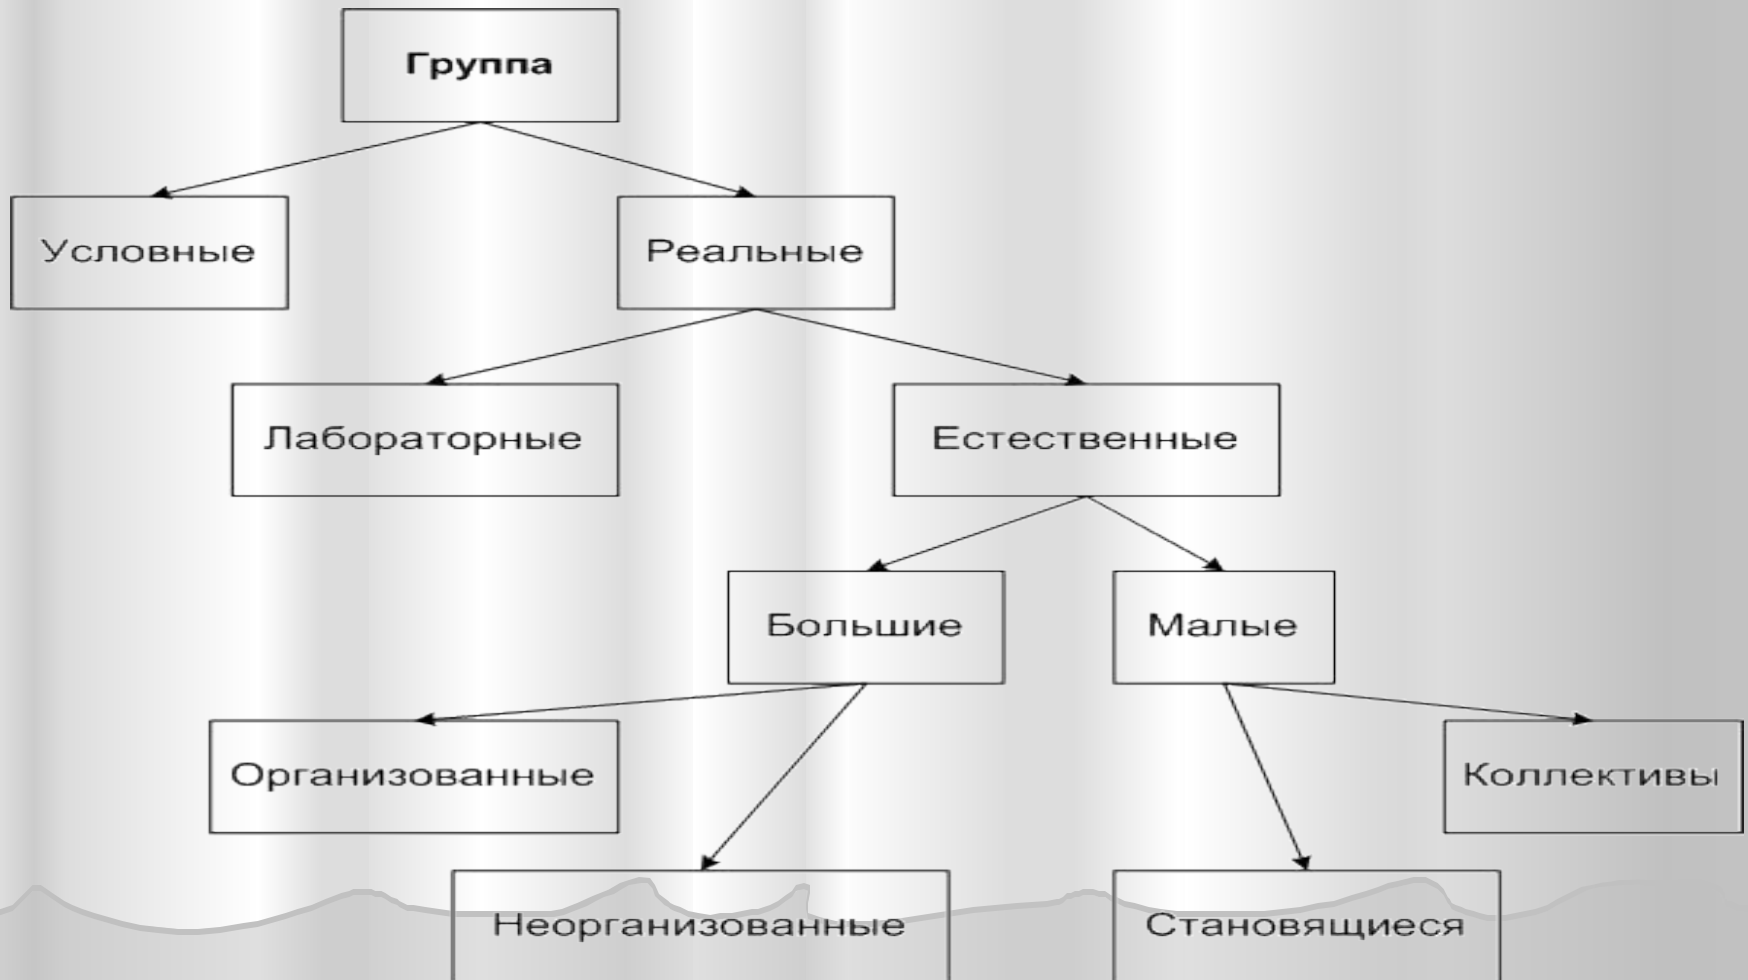 Группа
Условные
Реальные
Лабораторные
Естественные
Большие
Малые
Организованные
Коллективы
Неорганизованные
Становящиеся